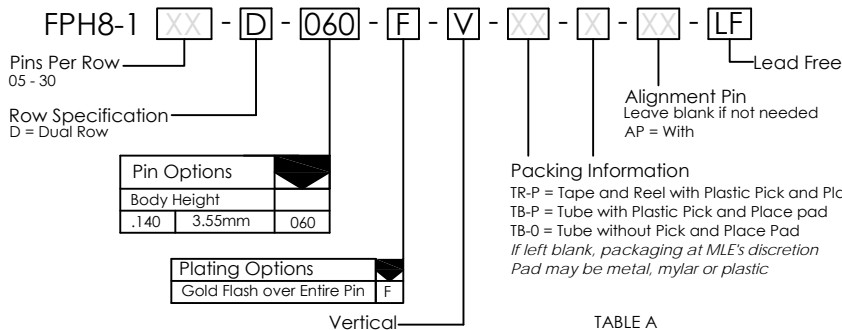 FPH8-1 XX - D - 060 - F - V - XX - X - XX - LF
Pins Per Row
05 - 30
Lead Free
Row Specification
D = Dual Row
Alignment Pin
Leave blank if not needed
AP = With
Pin Options
Body Height
.140 3.55mm 060
Packing Information
TR-P = Tape and Reel with Plastic Pick and
TB-P = Tube with Plastic Pick and Place pad
TB-0 = Tube without Pick and Place Pad
If left blank, packaging at MLE's discretion
Pad may be metal, mylar or plastic
Plating Options
Gold Flash over Entire Pin F
Vertical
TABLE A